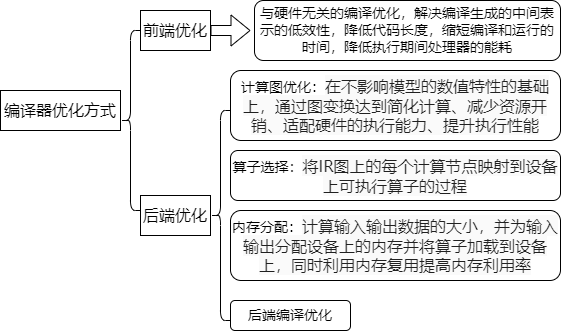 编译器优化方式
前端优化
与硬件无关的编译优化，解决编译生成的中间表
示的低效性，降低代码长度，缩短编译和运行的
时间，降低执行期间处理器的能耗
后端优化
计算图优化：在不影响模型的数值特性的基础
上，通过图变换达到简化计算、减少资源开
销、适配硬件的执行能力、提升执行性能
算子选择：将IR图上的每个计算节点映射到设备
上可执行算子的过程
内存分配：计算输入输出数据的大小，并为输入
输出分配设备上的内存并将算子加载到设备
上，同时利用内存复用提高内存利用率
后端编译优化